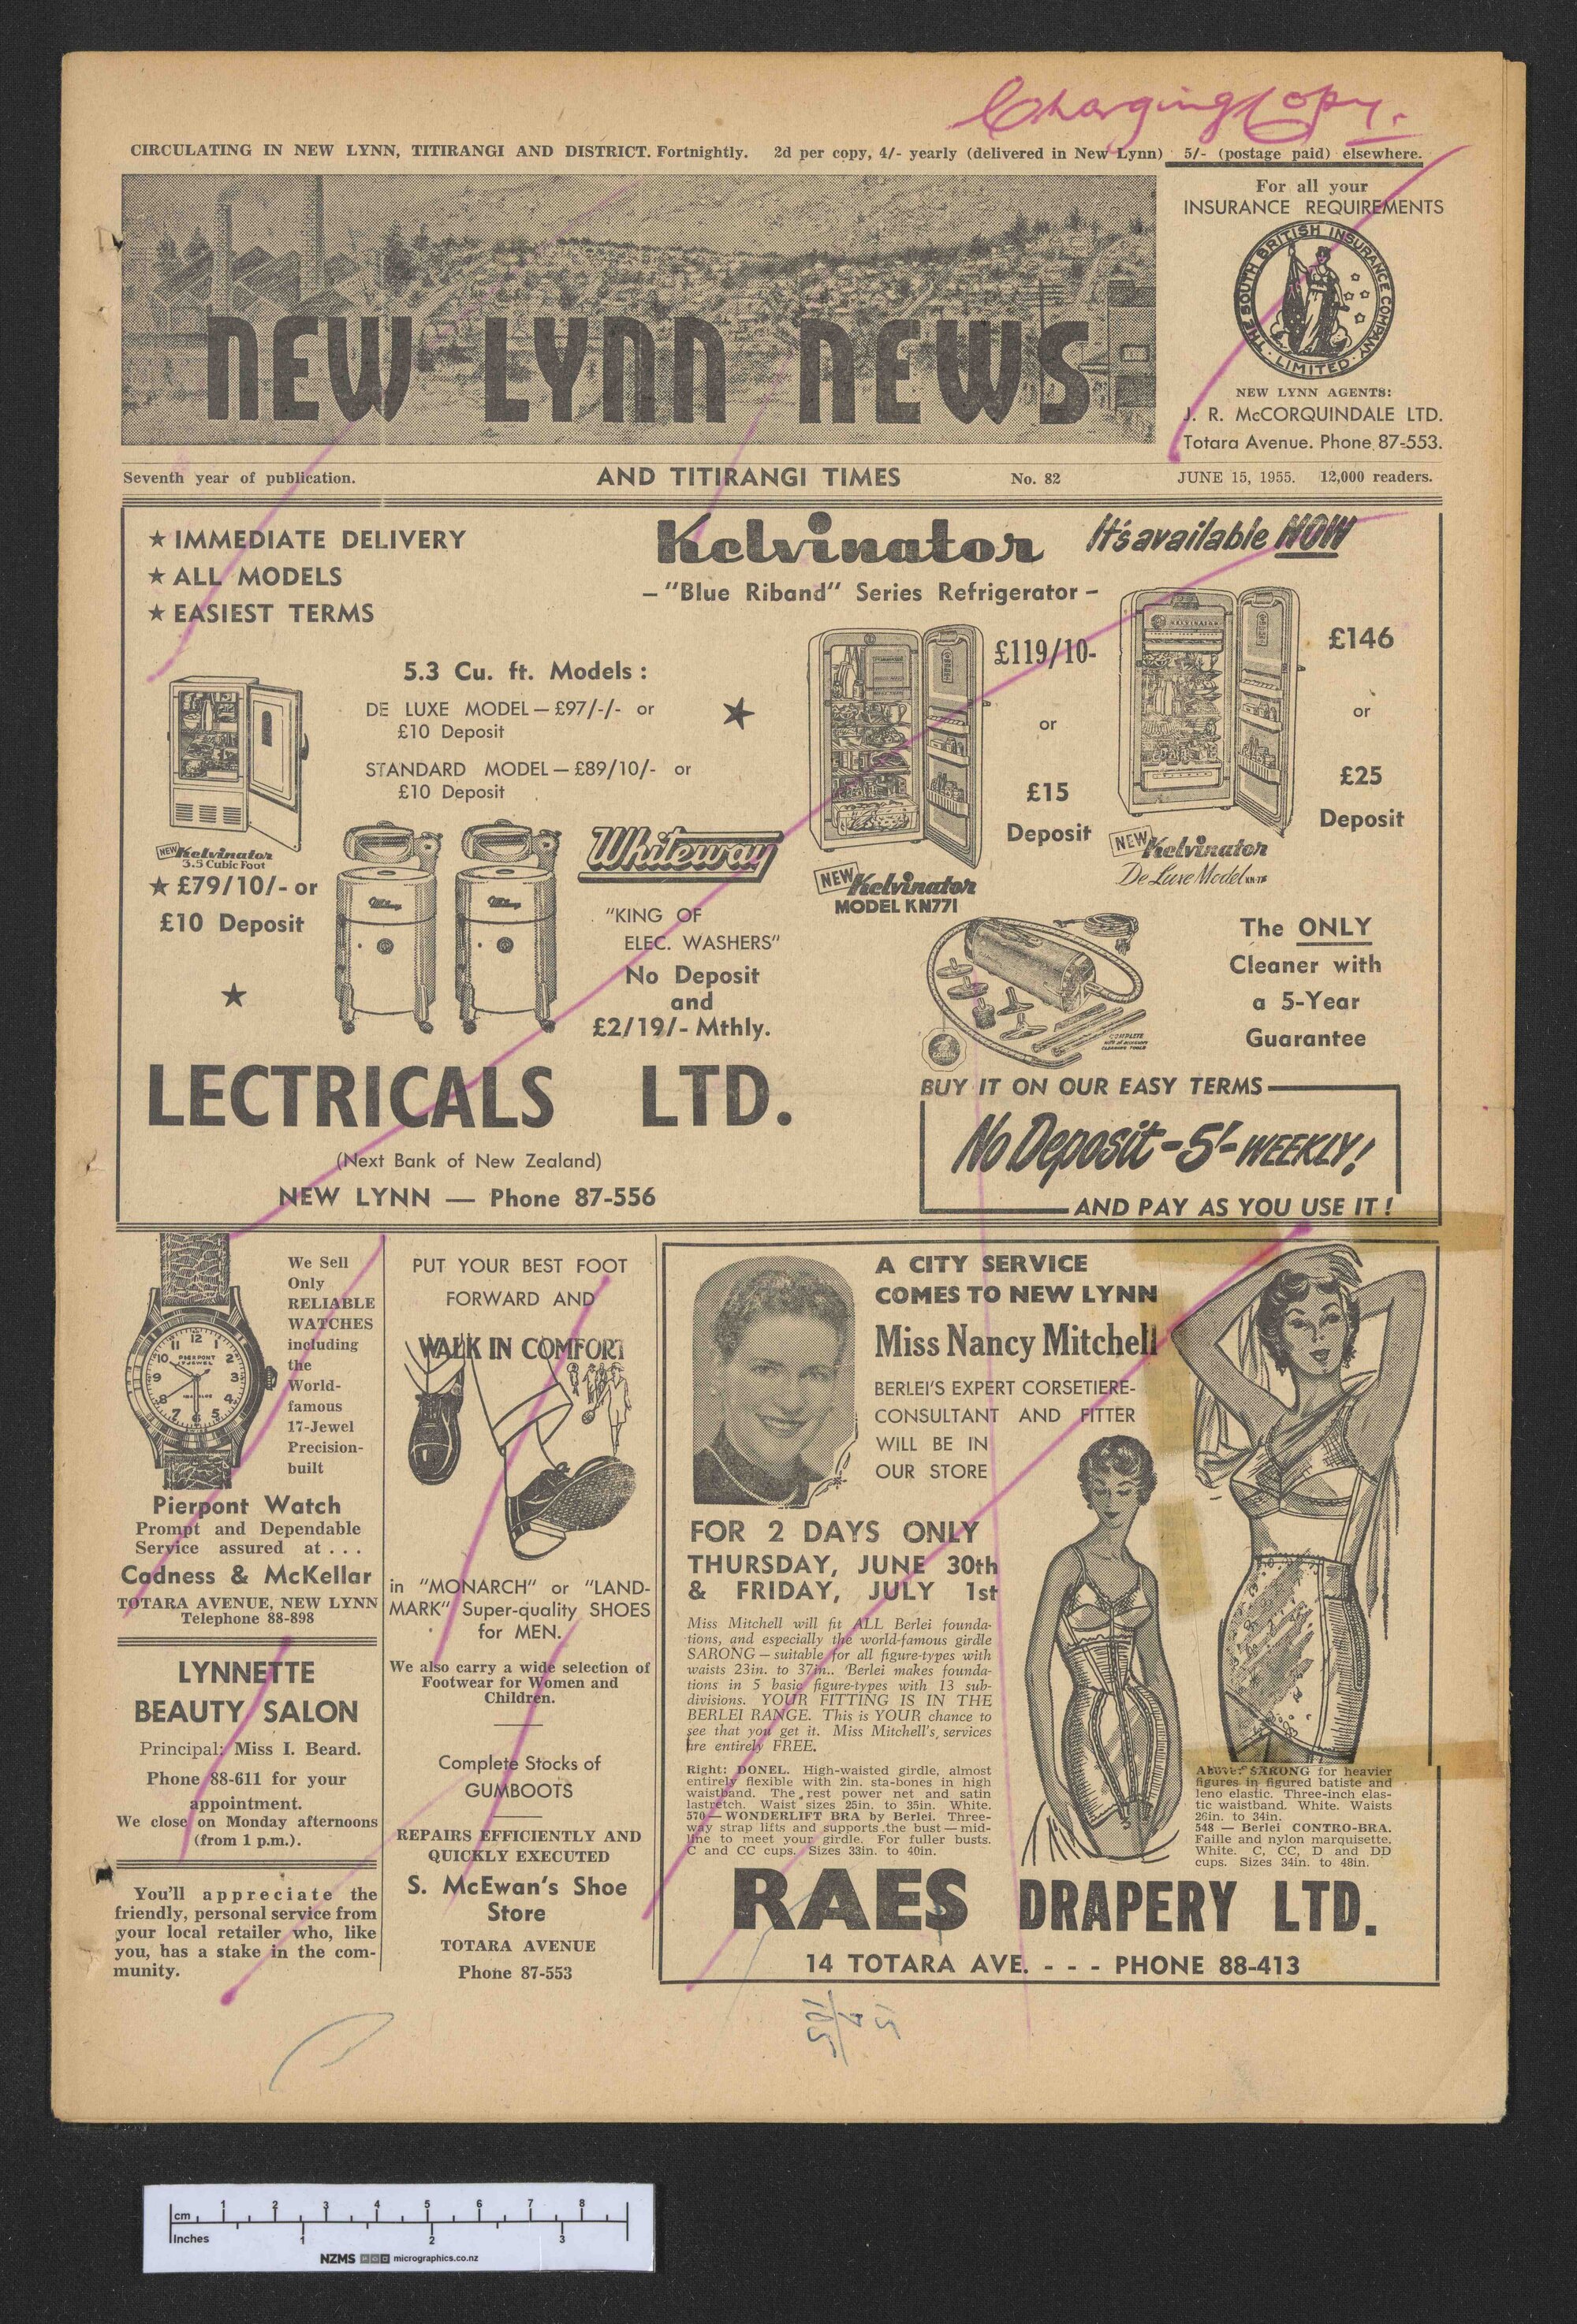 Charging Copy.
CIRCULATING IN NEW LYNN, TITIRANGI AND DISTRICT. Fortnightly. 2d per copy, 4/- yearly (delivered in New Lynn) 5/- (postage paid) elsewhere.
NEW LYNN NEWS
For all your
INSURANCE REQUIREMENTS
THE SOUTH BRITISH INSURANCE COMPANY LIMITED
NEW LYNN AGENTS:
J. R. McCORQUINDALE LTD.
Totara Avenue. Phone 87-553.
Seventh year of publication. AND TITIRANGI TIMES No. 82 JUNE 15, 1955. 12,000 readers.
★ IMMEDIATE DELIVERY
★ ALL MODELS
★ EASIEST TERMS
Kelvinator It's available NOW
— "Blue Riband" Series Refrigerator —
5.3 Cu. ft. Models :
DE LUXE MODEL — £97/-/- or
£10 Deposit
STANDARD MODEL — £89/10/- or
£10 Deposit
£119/10-
or
£15
Deposit
£146
or
£25
Deposit
NEW Kelvinator
3.5 Cubic Foot
★ £79/10/- or
£10 Deposit
Whiteway
"KING OF
ELEC. WASHERS"
No Deposit
and
£2/19/- Mthly.
NEW Kelvinator
MODEL KN771
NEW Kelvinator
De Luxe Model
COMPLETE
The ONLY
Cleaner with
a 5-Year
Guarantee
LECTRICALS LTD.
(Next Bank of New Zealand)
NEW LYNN — Phone 87-556
BUY IT ON OUR EASY TERMS
No Deposit - 5/- WEEKLY!
AND PAY AS YOU USE IT !
PIERPONT
We Sell
Only
RELIABLE
WATCHES
including
the
World-
famous
17-Jewel
Precision-
built
Pierpont Watch
Prompt and Dependable
Service assured at . . .
Cadness & McKellar
TOTARA AVENUE, NEW LYNN
Telephone 88-898
LYNNETTE
BEAUTY SALON
Principal: Miss I. Beard.
Phone 88-611 for your
appointment.
We close on Monday afternoons
(from 1 p.m.).
You'll appreciate the
friendly, personal service from
your local retailer who, like
you, has a stake in the com-
munity.
PUT YOUR BEST FOOT
FORWARD AND
WALK IN COMFORT
in "MONARCH" or "LAND-
MARK" Super-quality SHOES
for MEN.
We also carry a wide selection of
Footwear for Women and
Children.
Complete Stocks of
GUMBOOTS
REPAIRS EFFICIENTLY AND
QUICKLY EXECUTED
S. McEwan's Shoe
Store
TOTARA AVENUE
Phone 87-553
A CITY SERVICE
COMES TO NEW LYNN
Miss Nancy Mitchell
BERLEI'S EXPERT CORSETIERE-
CONSULTANT AND FITTER
WILL BE IN
OUR STORE
FOR 2 DAYS ONLY
THURSDAY, JUNE 30th
& FRIDAY, JULY 1st
Miss Mitchell will fit ALL Berlei founda-
tions, and especially the world-famous girdle
SARONG — suitable for all figure-types with
waists 23in. to 37in.. Berlei makes founda-
tions in 5 basic figure-types with 13 sub-
divisions. YOUR FITTING IS IN THE
BERLEI RANGE. This is YOUR chance to
see that you get it. Miss Mitchell's services
are entirely FREE.
Right: DONEL. High-waisted girdle, almost
entirely flexible with 2in. sta-bones in high
waistband. The rest power net and satin
lastretch. Waist sizes 25in. to 35in. White.
570 — WONDERLIFT BRA by Berlei. Three-
way strap lifts and supports the bust — mid-
line to meet your girdle. For fuller busts.
C and CC cups. Sizes 33in. to 40in.
Above: SARONG for heavier
figures in figured batiste and
leno elastic. Three-inch elas-
tic waistband. White. Waists
26in. to 34in.
548 — Berlei CONTRO-BRA.
Faille and nylon marquisette.
White. C, CC, D and DD
cups. Sizes 34in. to 48in.
RAES DRAPERY LTD.
14 TOTARA AVE. - - - PHONE 88-413
15
7
105
cm 1 2 3 4 5 6 7 8
Inches 1 2 3
NZMS micrographics.co.nz